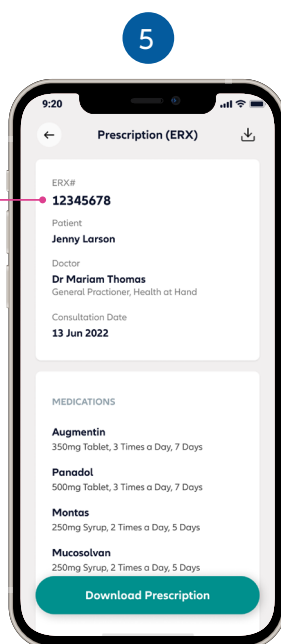 5
9:20
Prescription (ERX)
ERX#
12345678
Patient
Jenny Larson
Doctor
Dr Mariam Thomas
General Practioner, Health at Hand
Consultation Date
13 Jun 2022
MEDICATIONS
Augmentin
350mg Tablet, 3 Times a Day, 7 Days
Panadol
500mg Tablet, 3 Times a Day, 7 Days
Montas
250mg Syrup, 2 Times a Day, 5 Days
Mucosolvan
250mg Syrup, 2 Times a Day, 5 Days
Download Prescription